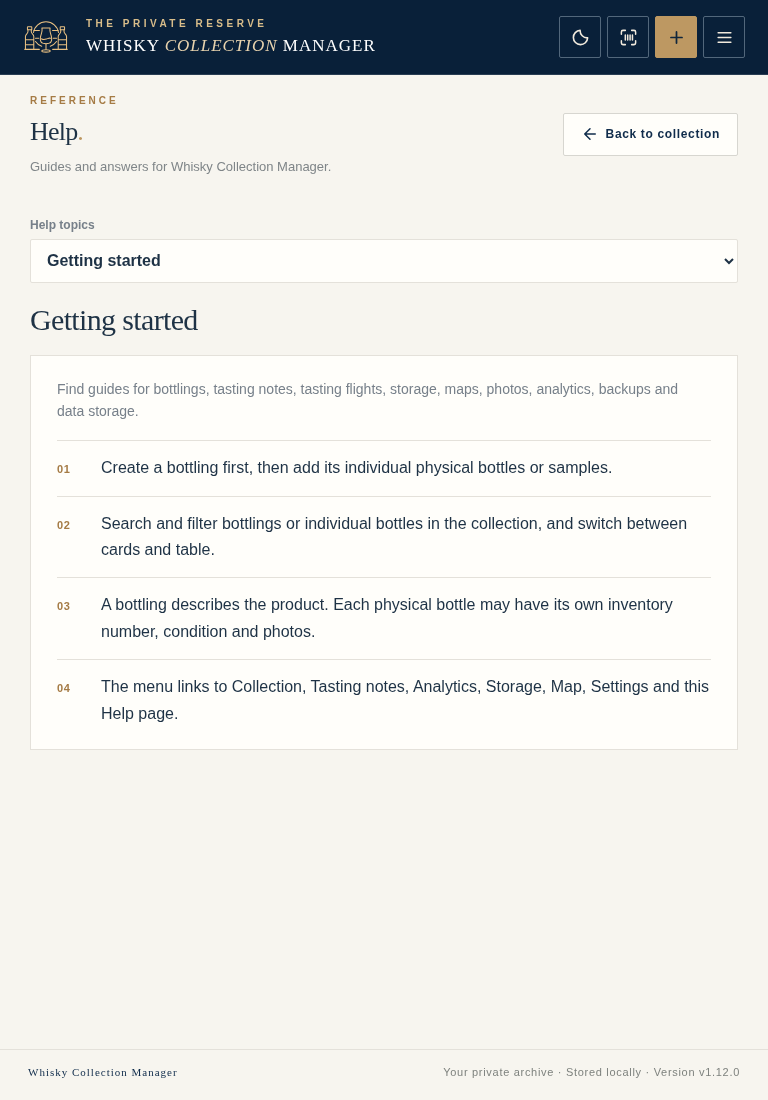 THE PRIVATE RESERVE
WHISKY COLLECTION MANAGER
REFERENCE
Help.
Back to collection
Guides and answers for Whisky Collection Manager.
Help topics
Getting started
Getting started
Find guides for bottlings, tasting notes, tasting flights, storage, maps, photos, analytics, backups and
data storage.
01 Create a bottling first, then add its individual physical bottles or samples.
02 Search and filter bottlings or individual bottles in the collection, and switch between
cards and table.
03 A bottling describes the product. Each physical bottle may have its own inventory
number, condition and photos.
04 The menu links to Collection, Tasting notes, Analytics, Storage, Map, Settings and this
Help page.
Whisky Collection Manager
Your private archive · Stored locally · Version v1.12.0